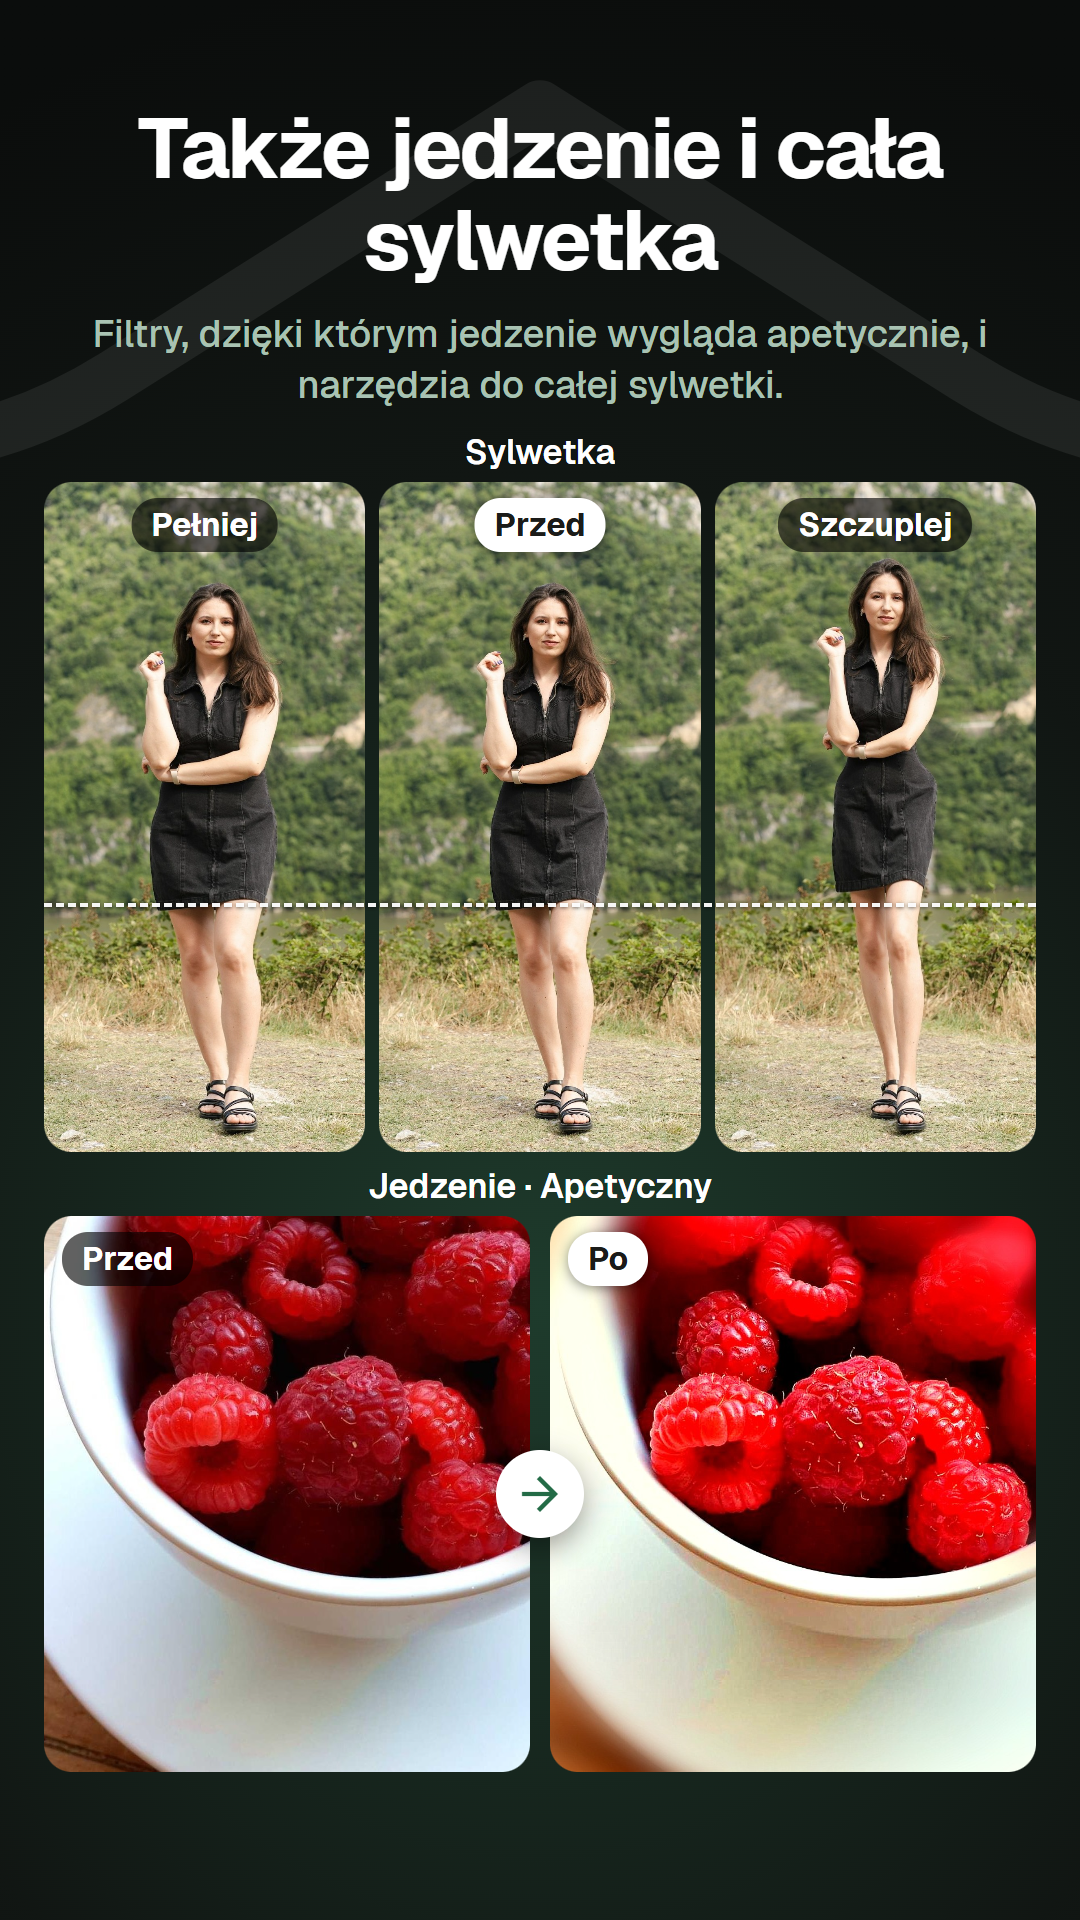 Także jedzenie i cała
sylwetka
Filtry, dzięki którym jedzenie wygląda apetycznie, i
narzędzia do całej sylwetki.
Sylwetka
Pełniej
Przed
Szczuplej
Jedzenie · Apetyczny
Przed
Po